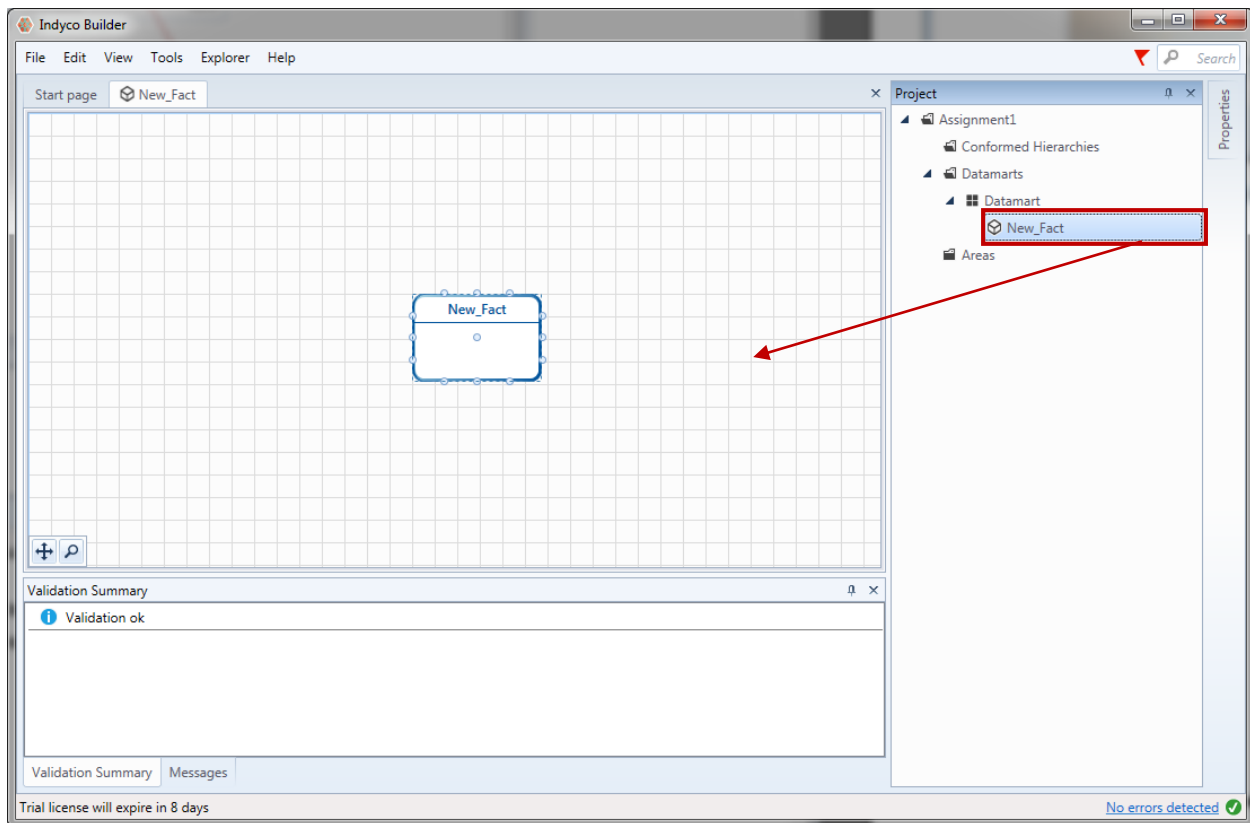 Indyco Builder
File Edit View Tools Explorer Help
Search
Start page New_Fact
Project
Properties
Assignment1
Conformed Hierarchies
Datamarts
Datamart
New_Fact
Areas
New_Fact
Validation Summary
Validation ok
Validation Summary Messages
Trial license will expire in 8 days
No errors detected